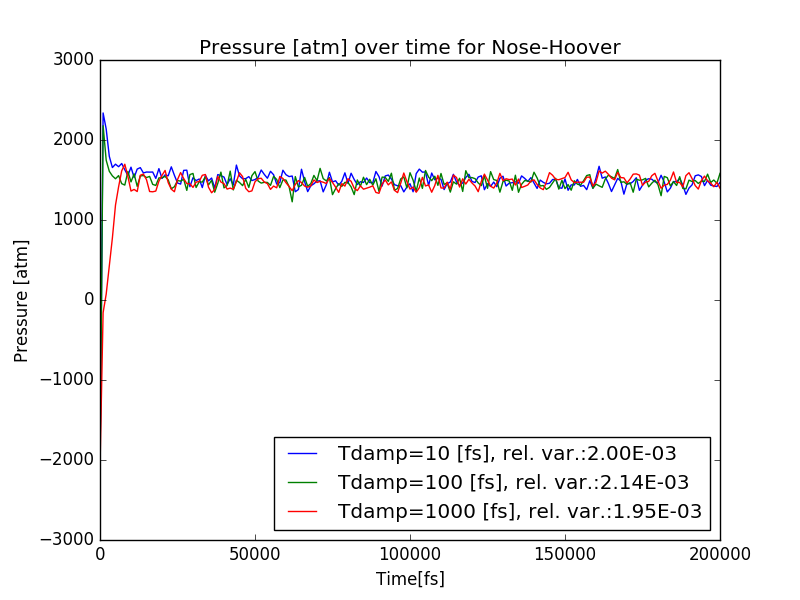 Pressure [atm] over time for Nose-Hoover
3000
2000
1000
0
−1000
−2000
−3000
Pressure [atm]
Tdamp=10 [fs], rel. var.:2.00E-03
Tdamp=100 [fs], rel. var.:2.14E-03
Tdamp=1000 [fs], rel. var.:1.95E-03
0 50000 100000 150000 200000
Time[fs]